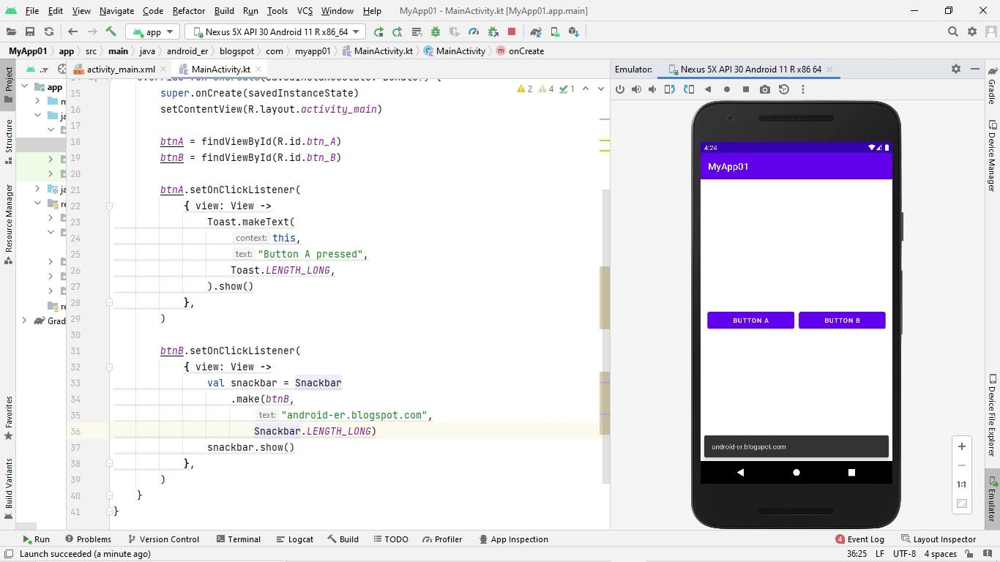 File Edit View Navigate Code Refactor Build Run Tools VCS Window Help MyApp01 - MainActivity.kt [MyApp01.app.main]
app Nexus 5X API 30 Android 11 R x86_64
MyApp01 app src main java android_er blogspot com myapp01 MainActivity.kt MainActivity onCreate
Project
Structure
Resource Manager
Favorites
Build Variants
app
Grad
activity_main.xml MainActivity.kt
2 4 1
15 super.onCreate(savedInstanceState)
16 setContentView(R.layout.activity_main)
17
18 btnA = findViewById(R.id.btn_A)
19 btnB = findViewById(R.id.btn_B)
20
21 btnA.setOnClickListener(
22 { view: View ->
23 Toast.makeText(
24 context: this,
25 text: "Button A pressed",
26 Toast.LENGTH_LONG,
27 ).show()
28 },
29 )
30
31 btnB.setOnClickListener(
32 { view: View ->
33 val snackbar = Snackbar
34 .make(btnB,
35 text: "android-er.blogspot.com",
36 Snackbar.LENGTH_LONG)
37 snackbar.show()
38 },
39 )
40 }
41 }
Emulator: Nexus 5X API 30 Android 11 R x86 64
4:24
MyApp01
BUTTON A BUTTON B
android-er.blogspot.com
1:1
Gradle
Device Manager
Device File Explorer
Emulator
Run Problems Version Control Terminal Logcat Build TODO Profiler App Inspection 4 Event Log Layout Inspector
Launch succeeded (a minute ago) 36:25 LF UTF-8 4 spaces